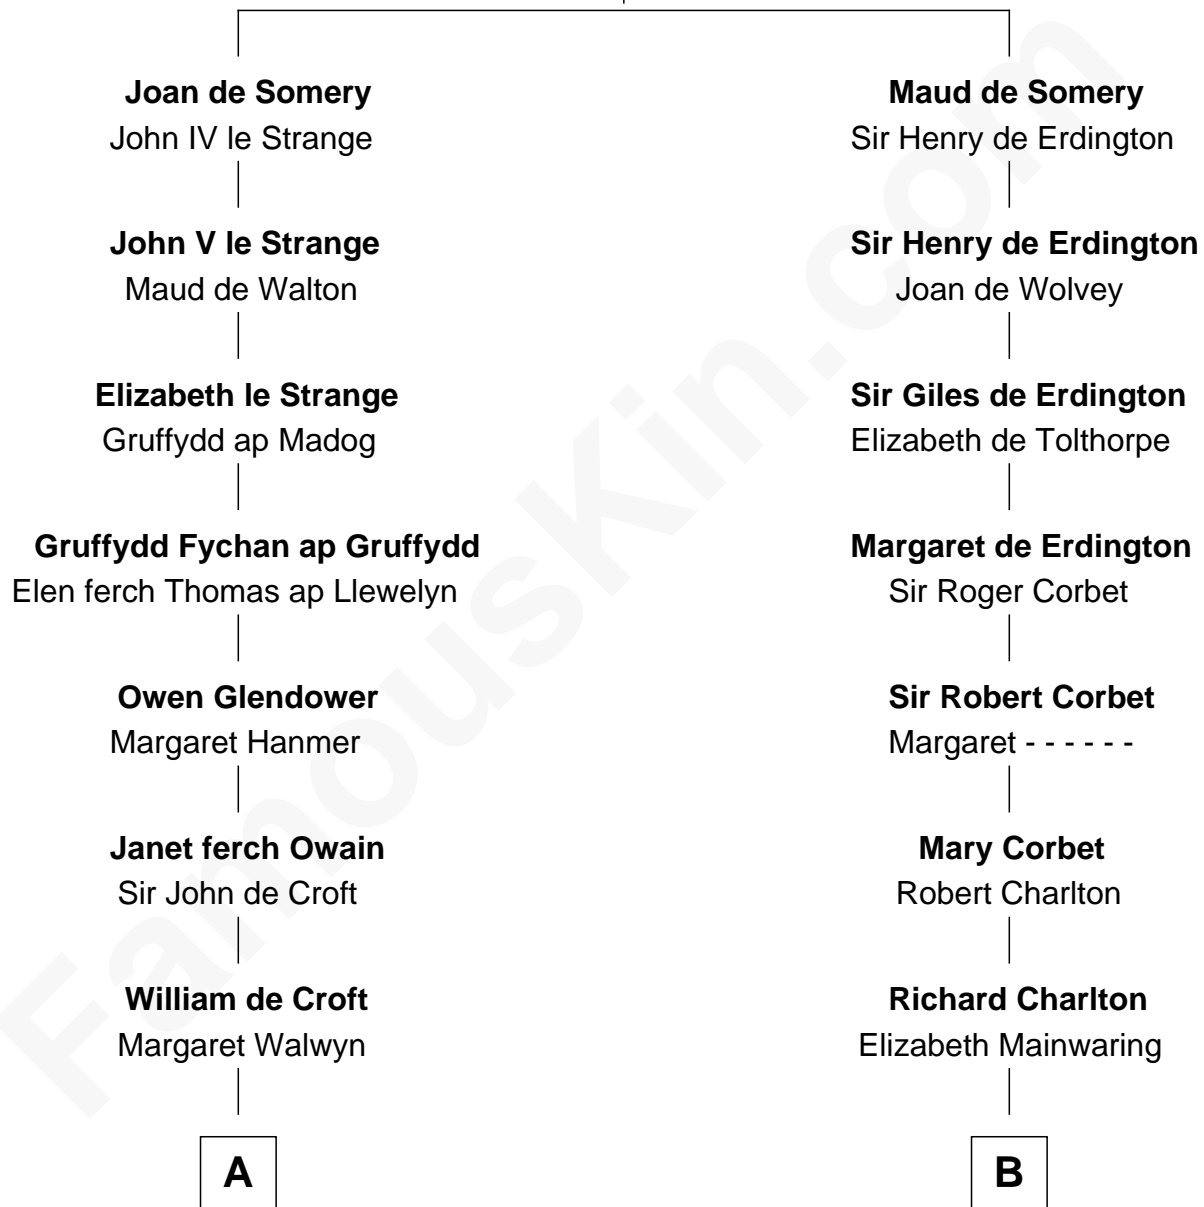 Joan de Somery
John IV le Strange
John V le Strange
Maud de Walton
Elizabeth le Strange
Gruffydd ap Madog
Gruffydd Fychan ap Gruffydd
Elen ferch Thomas ap Llewelyn
Owen Glendower
Margaret Hanmer
Janet ferch Owain
Sir John de Croft
William de Croft
Margaret Walwyn
A
Maud de Somery
Sir Henry de Erdington
Sir Henry de Erdington
Joan de Wolvey
Sir Giles de Erdington
Elizabeth de Tolthorpe
Margaret de Erdington
Sir Roger Corbet
Sir Robert Corbet
Margaret - - - - - -
Mary Corbet
Robert Charlton
Richard Charlton
Elizabeth Mainwaring
B
FamousKin.com